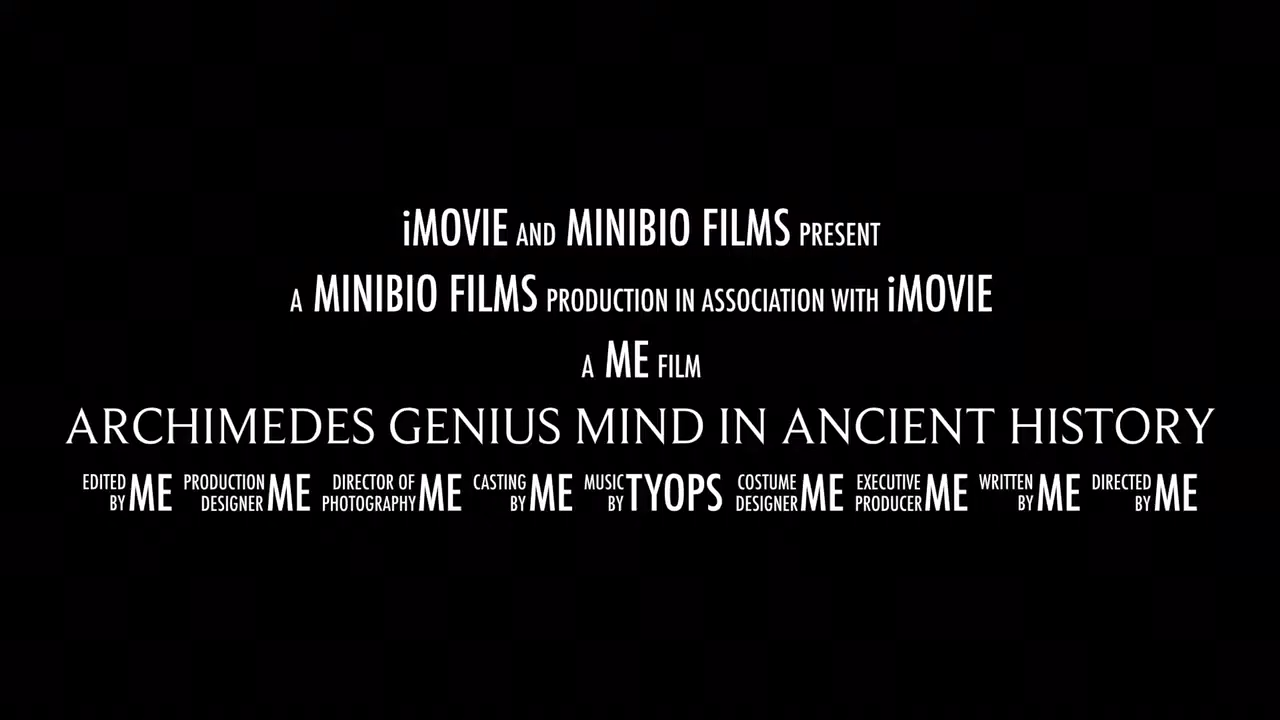 iMOVIE AND MINIBIO FILMS PRESENT
A MINIBIO FILMS PRODUCTION IN ASSOCIATION WITH iMOVIE
A ME FILM
ARCHIMEDES GENIUS MIND IN ANCIENT HISTORY
EDITED BY ME PRODUCTION DESIGNER ME DIRECTOR OF PHOTOGRAPHY ME CASTING BY ME MUSIC BY TYOPS COSTUME DESIGNER ME EXECUTIVE PRODUCER ME WRITTEN BY ME DIRECTED BY ME